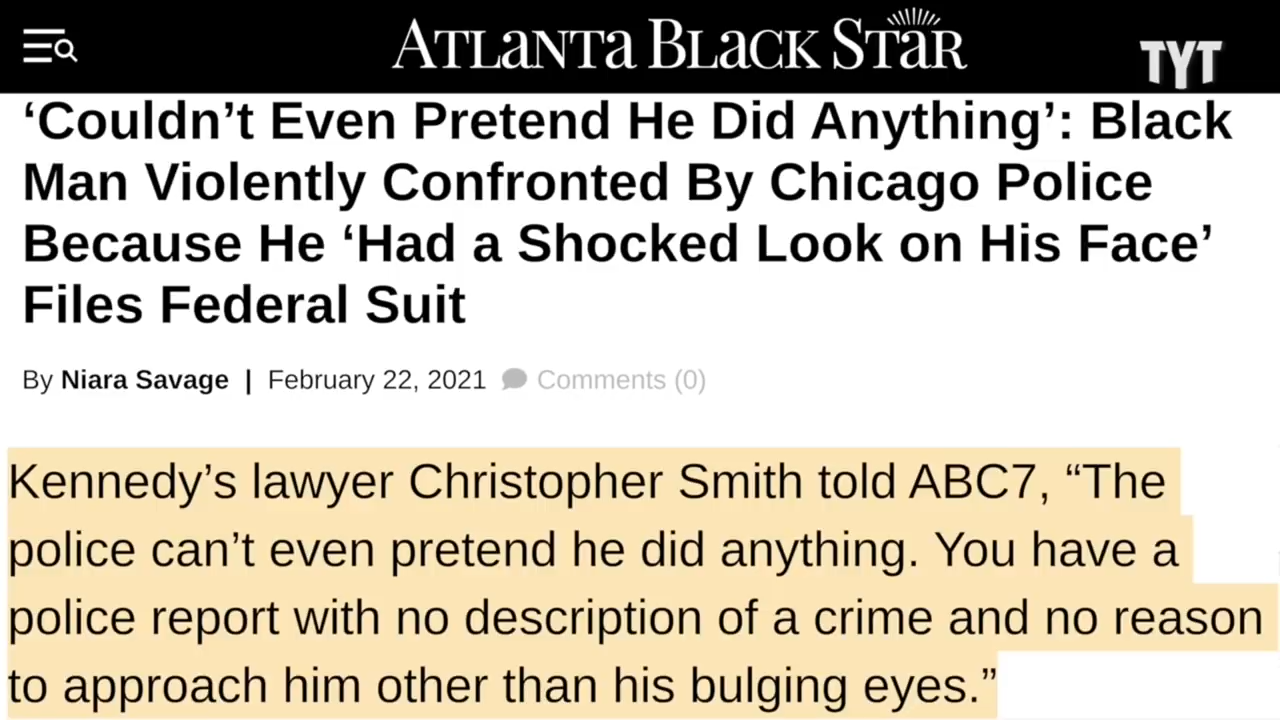 ATLANTA BLACK STAR
TYT
‘Couldn’t Even Pretend He Did Anything’: Black
Man Violently Confronted By Chicago Police
Because He ‘Had a Shocked Look on His Face’
Files Federal Suit
By Niara Savage | February 22, 2021 Comments (0)
Kennedy’s lawyer Christopher Smith told ABC7, “The
police can’t even pretend he did anything. You have a
police report with no description of a crime and no reason
to approach him other than his bulging eyes.”